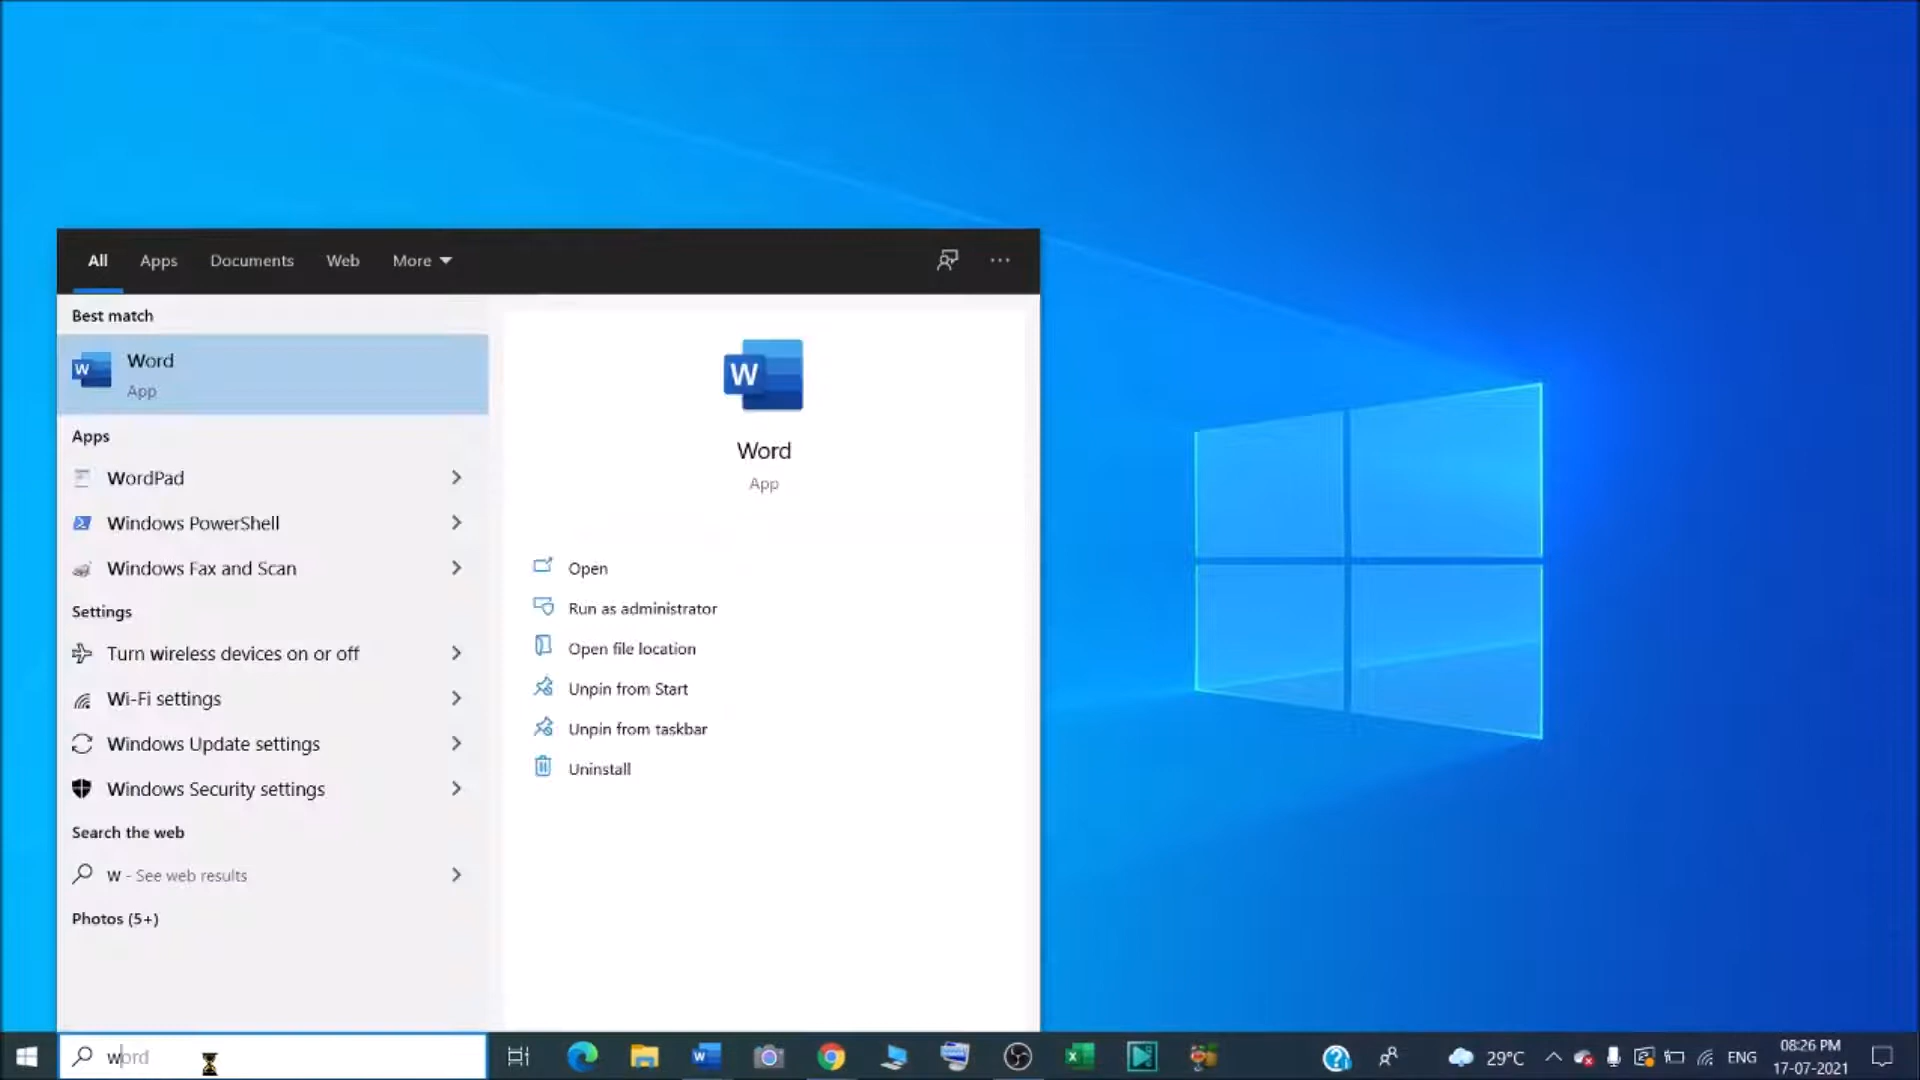 All Apps Documents Web More
Best match
Word
App
Apps
WordPad
Windows PowerShell
Windows Fax and Scan
Settings
Turn wireless devices on or off
Wi-Fi settings
Windows Update settings
Windows Security settings
Search the web
w - See web results
Photos (5+)
W
Word
App
Open
Run as administrator
Open file location
Unpin from Start
Unpin from taskbar
Uninstall
word
29°C ENG 08:26 PM
17-07-2021